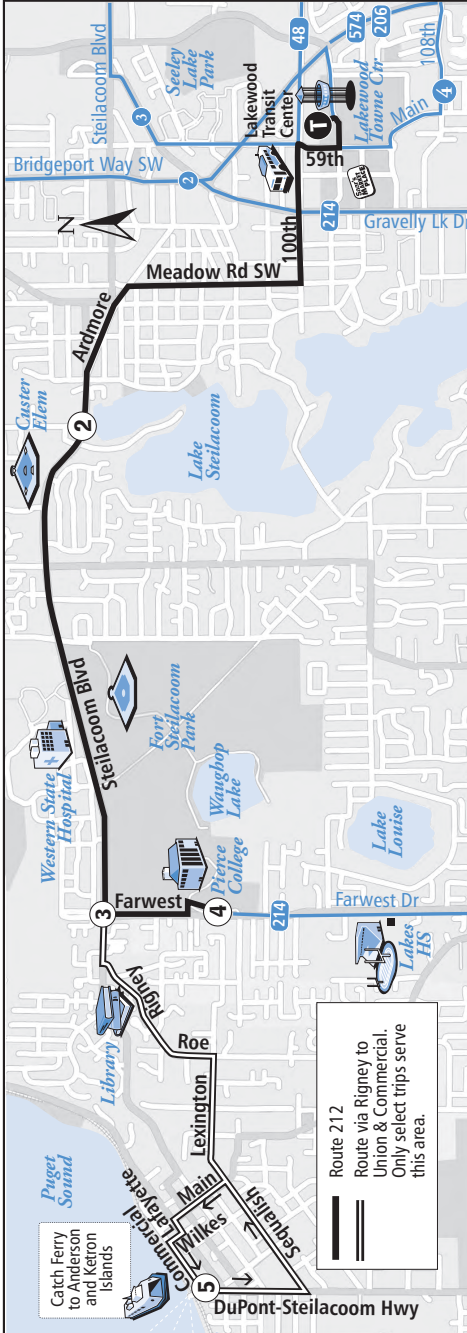 Puget
Sound
Catch Ferry
to Anderson
and Ketron
Islands
Commercial
Lafayette
Wilkes
Main
5
Sequalish
DuPont-Steilacoom Hwy
Lexington
Roe
Rigney
Library
Route 212
Route via Rigney to
Union & Commercial.
Only select trips serve
this area.
3
Farwest
4
Pierce
College
214
Farwest Dr
Lakes
HS
Lake
Louise
Waughop
Lake
Fort
Steilacoom
Park
Western State
Hospital
Steilacoom Blvd
Custer
Elem
2
Ardmore
Lake
Steilacoom
Meadow Rd SW
N
Bridgeport Way SW
2
Steilacoom Blvd
3
Seeley
Lake
Park
Lakewood
Transit
Center
100th
59th
1
T
214
Gravelly Lk Dr
48
574
206
Lakewood
Towne Ctr
Main
4
108th